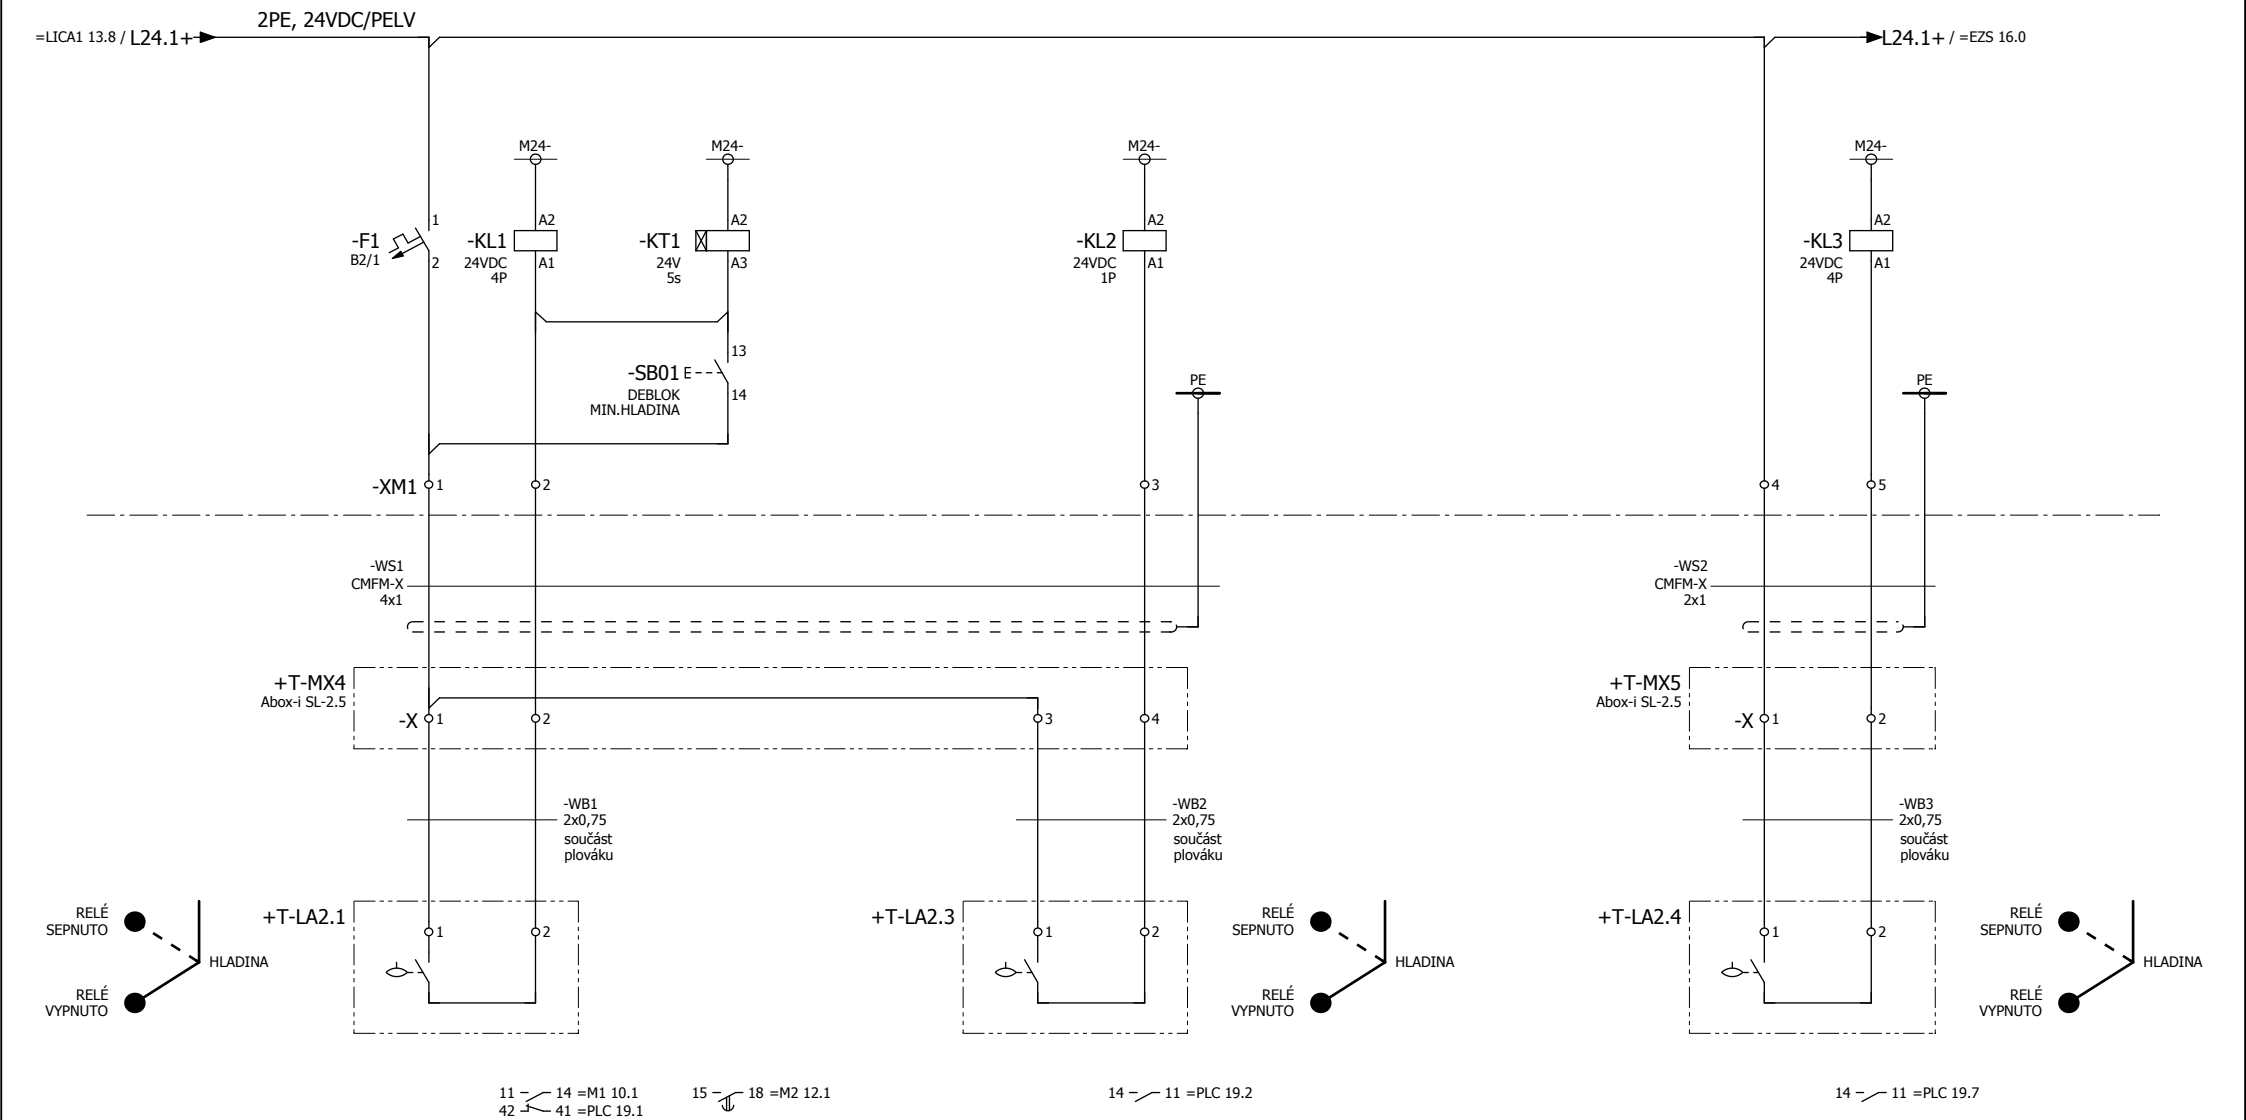 2PE, 24VDC/PELV
=LICA1 13.8 / L24.1+
L24.1+ / =EZS 16.0
M24-
M24-
M24-
M24-
-F1
B2/1
1
2
-KL1
24VDC
4P
A2
A1
-KT1
24V
5s
A2
A3
-KL2
24VDC
1P
A2
A1
-KL3
24VDC
4P
A2
A1
-SB01
DEBLOK
MIN.HLADINA
13
14
E
PE
PE
-XM1
1
2
3
4
5
-WS1
CMFM-X
4x1
-WS2
CMFM-X
2x1
+T-MX4
Abox-i SL-2.5
-X
1
2
3
4
+T-MX5
Abox-i SL-2.5
-X
1
2
-WB1
2x0,75
součást
plováku
-WB2
2x0,75
součást
plováku
-WB3
2x0,75
součást
plováku
RELÉ
SEPNUTO
HLADINA
RELÉ
VYPNUTO
+T-LA2.1
1
2
+T-LA2.3
1
2
RELÉ
SEPNUTO
HLADINA
RELÉ
VYPNUTO
+T-LA2.4
1
2
RELÉ
SEPNUTO
HLADINA
RELÉ
VYPNUTO
11 14 =M1 10.1
42 41 =PLC 19.1
15 18 =M2 12.1
14 11 =PLC 19.2
14 11 =PLC 19.7